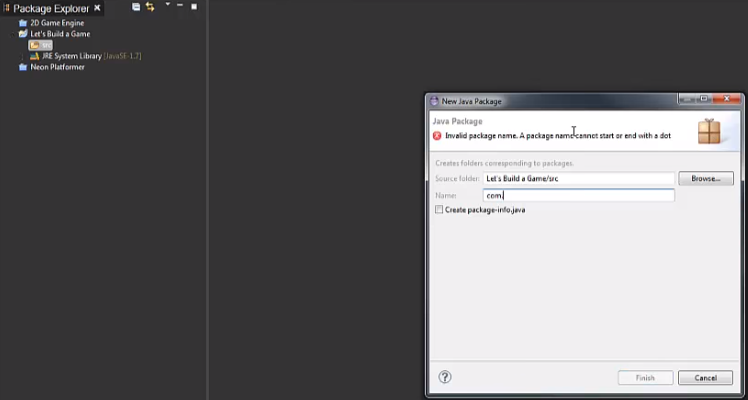 Package Explorer
2D Game Engine
Let's Build a Game
src
JRE System Library [JavaSE-1.7]
Neon Platformer
New Java Package
Java Package
Invalid package name. A package name cannot start or end with a dot
Creates folders corresponding to packages.
Source folder: Let's Build a Game/src Browse...
Name: com.
Create package-info.java
? Finish Cancel